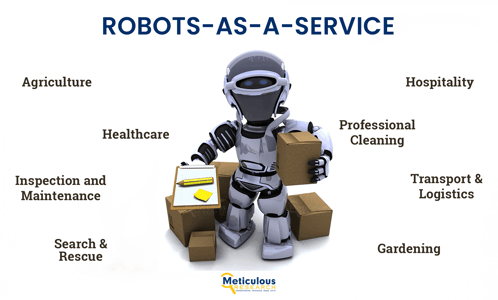 ROBOTS-AS-A-SERVICE
Agriculture
Hospitality
Healthcare
Professional
Cleaning
Inspection and
Maintenance
Transport &
Logistics
Search &
Rescue
Gardening
Meticulous
RESEARCH